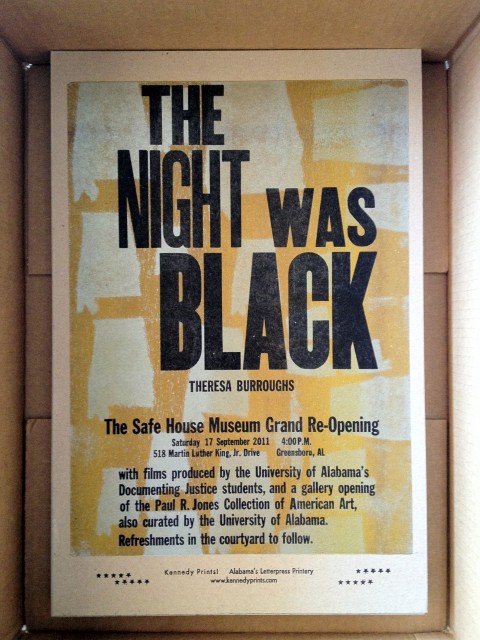 THE
NIGHT WAS
BLACK
THERESA BURROUGHS
The Safe House Museum Grand Re-Opening
Saturday 17 September 2011 4:00 P.M.
518 Martin Luther King, Jr. Drive Greensboro, AL
with films produced by the University of Alabama's
Documenting Justice students, and a gallery opening
of the Paul R. Jones Collection of American Art,
also curated by the University of Alabama.
Refreshments in the courtyard to follow.
Kennedy Prints! Alabama's Letterpress Printery
www.kennedyprints.com